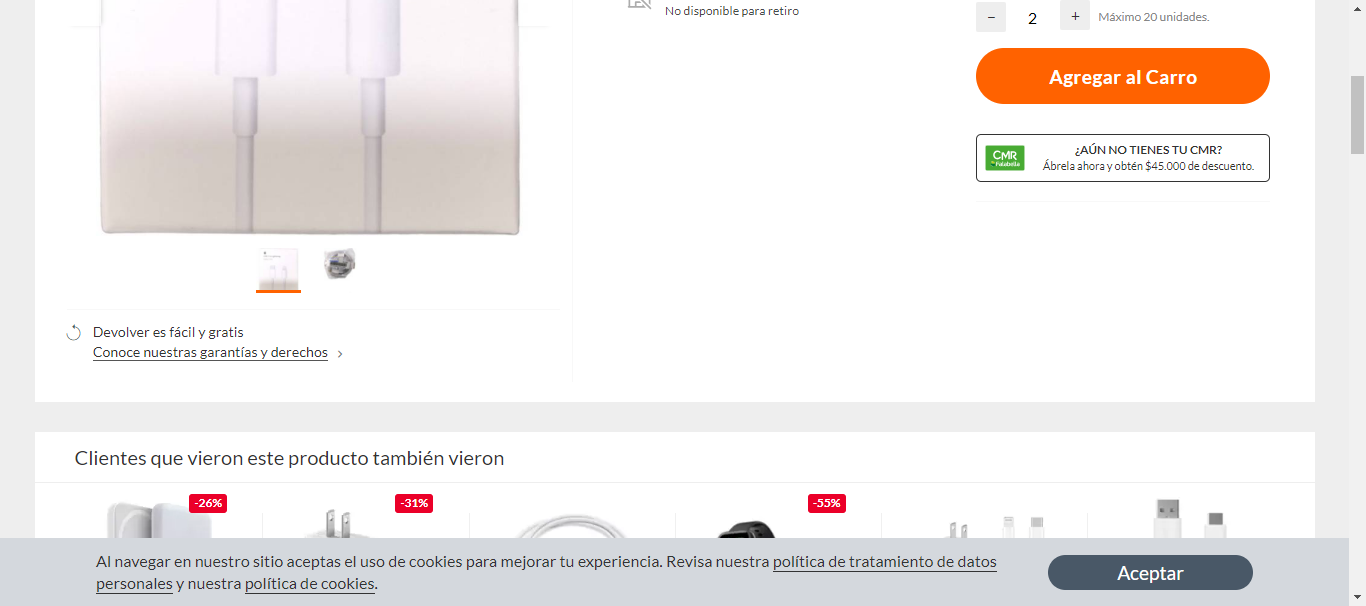 No disponible para retiro
− 2 + Máximo 20 unidades.
Agregar al Carro
CMR
Falabella
¿AÚN NO TIENES TU CMR?
Ábrela ahora y obtén $45.000 de descuento.
Devolver es fácil y gratis
Conoce nuestras garantías y derechos
Clientes que vieron este producto también vieron
-26%
-31%
-55%
Al navegar en nuestro sitio aceptas el uso de cookies para mejorar tu experiencia. Revisa nuestra política de tratamiento de datos
personales y nuestra política de cookies.
Aceptar